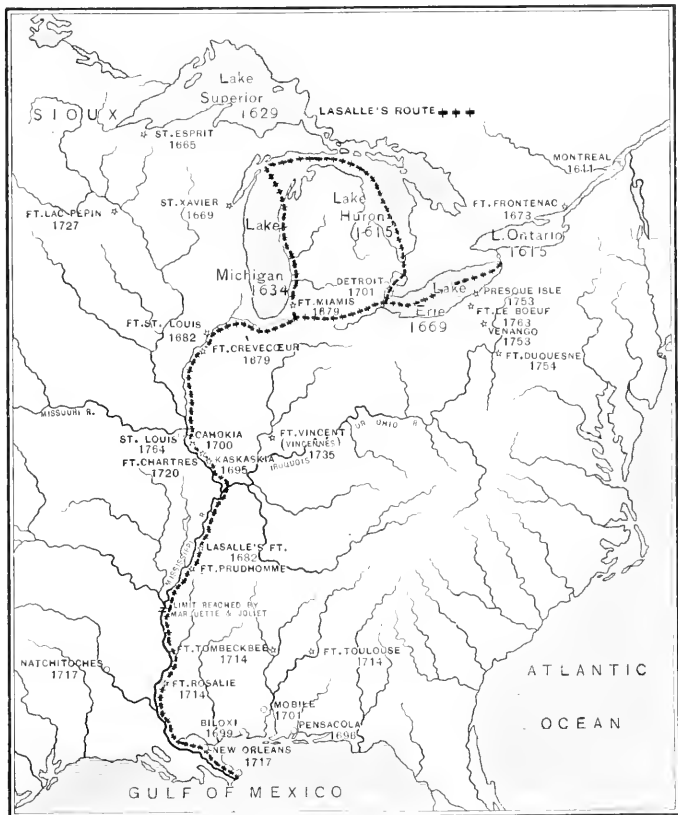 Lake
Superior
1629
LASALLE'S ROUTE
SIOUX
ST. ESPRIT
1665
MONTREAL
1611
ST. XAVIER
1669
FT. LAC PEPIN
1727
Lake
Huron
1615
FT. FRONTENAC
1673
L. Ontario
1615
Lake
Michigan
1634
DETROIT
1701
FT. MIAMIS
1679
Lake
Erie
1669
PRESQUE ISLE
1753
FT. LE BOEUF
1763
VENANGO
1753
FT. DUQUESNE
1754
FT. ST. LOUIS
1682
FT. CREVECŒUR
1679
MISSOURI R.
ST. LOUIS
1764
CAHOKIA
1700
FT. CHARTRES
1720
KASKASKIA
1695
FT. VINCENT
(VINCENNES)
1735
OR OHIO R.
IROQUOIS
MISSISSIPPI
LASALLE'S FT.
1682
FT. PRUDHOMME
LIMIT REACHED BY
MARQUETTE & JOLIET
FT. TOMBECKBEE
1714
FT. TOULOUSE
1714
NATCHITOCHES
1717
FT. ROSALIE
1714
MOBILE
1701
BILOXI
1699
PENSACOLA
1696
NEW ORLEANS
1717
ATLANTIC
OCEAN
GULF OF MEXICO